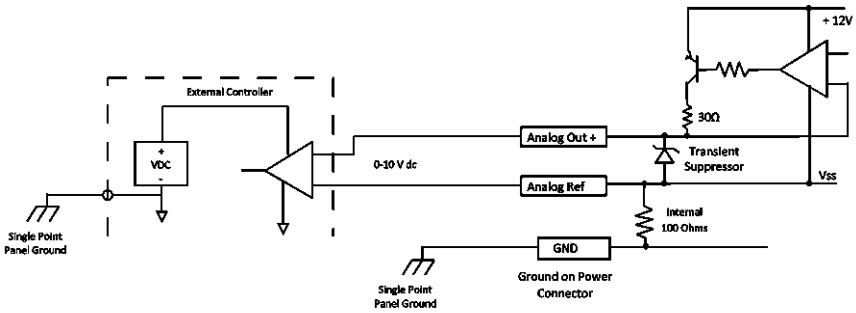 + 12V
External Controller
30Ω
Analog Out +
+
VDC
-
0-10 V dc
Transient
Suppressor
Analog Ref
Vss
Internal
100 Ohms
Single Point
Panel Ground
GND
Ground on Power
Connector
Single Point
Panel Ground